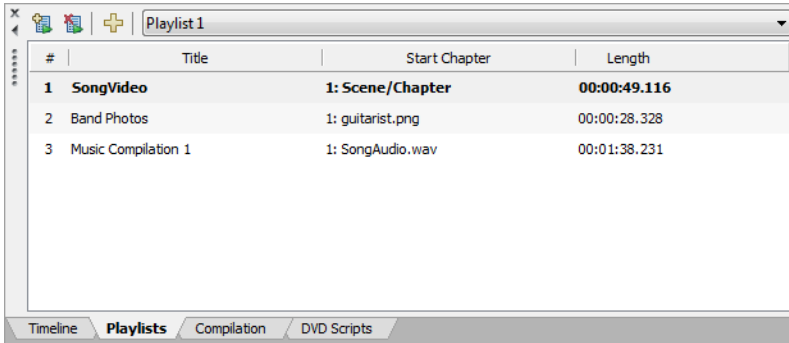 Playlist 1
# Title Start Chapter Length
1 SongVideo 1: Scene/Chapter 00:00:49.116
2 Band Photos 1: guitarist.png 00:00:28.328
3 Music Compilation 1 1: SongAudio.wav 00:01:38.231
Timeline Playlists Compilation DVD Scripts